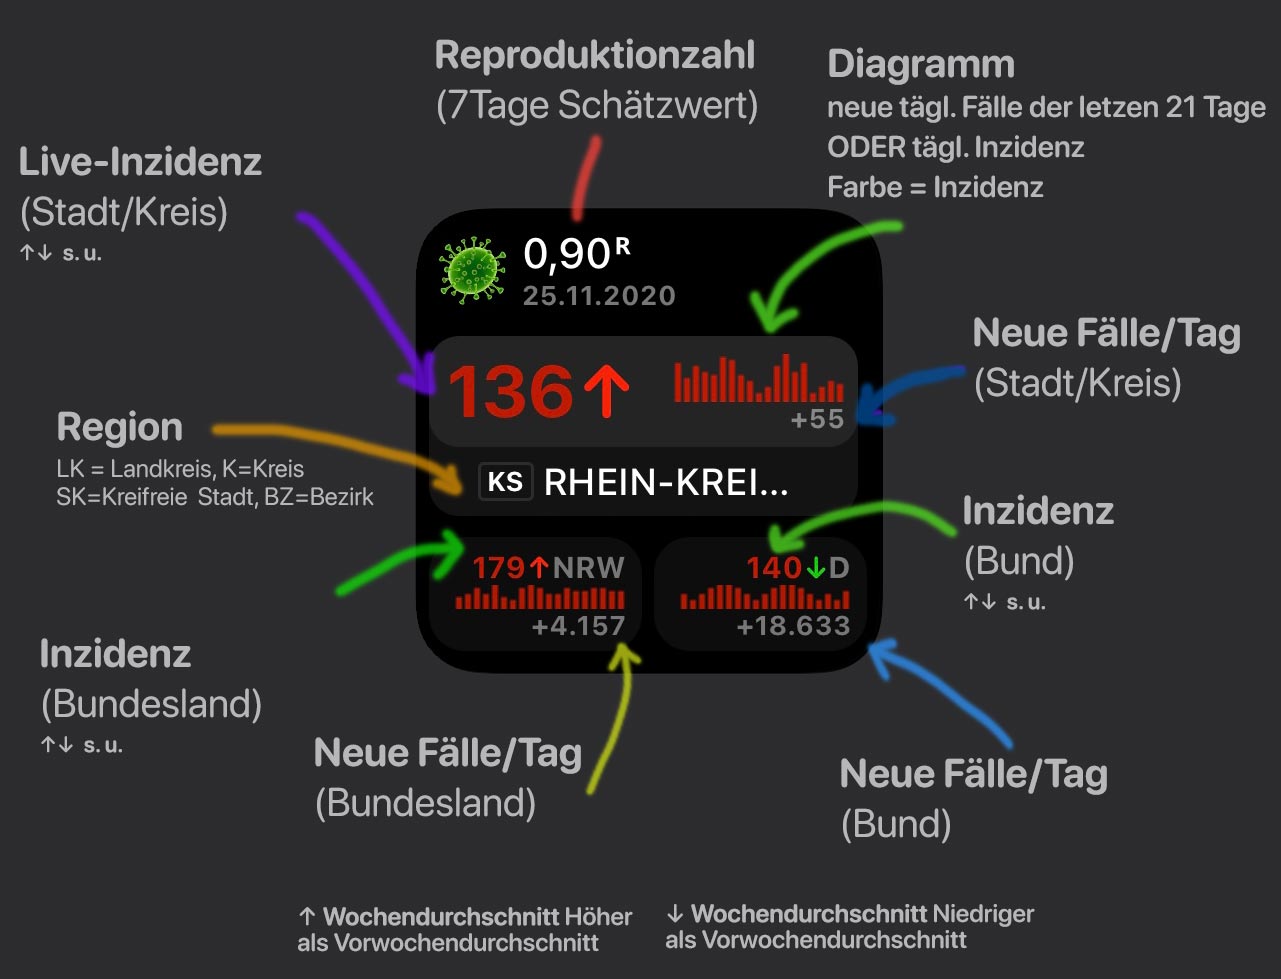 Reproduktionzahl
(7Tage Schätzwert)
Diagramm
neue tägl. Fälle der letzen 21 Tage
ODER tägl. Inzidenz
Farbe = Inzidenz
Live-Inzidenz
(Stadt/Kreis)
↑↓ s.u.
0,90ᴿ
25.11.2020
136↑
+55
Neue Fälle/Tag
(Stadt/Kreis)
Region
LK = Landkreis, K=Kreis
SK=Kreifreie Stadt, BZ=Bezirk
KS RHEIN-KREI...
179↑NRW
+4.157
140↓D
+18.633
Inzidenz
(Bund)
↑↓ s.u.
Inzidenz
(Bundesland)
↑↓ s.u.
Neue Fälle/Tag
(Bundesland)
Neue Fälle/Tag
(Bund)
↑ Wochendurchschnitt Höher
als Vorwochendurchschnitt
↓ Wochendurchschnitt Niedriger
als Vorwochendurchschnitt